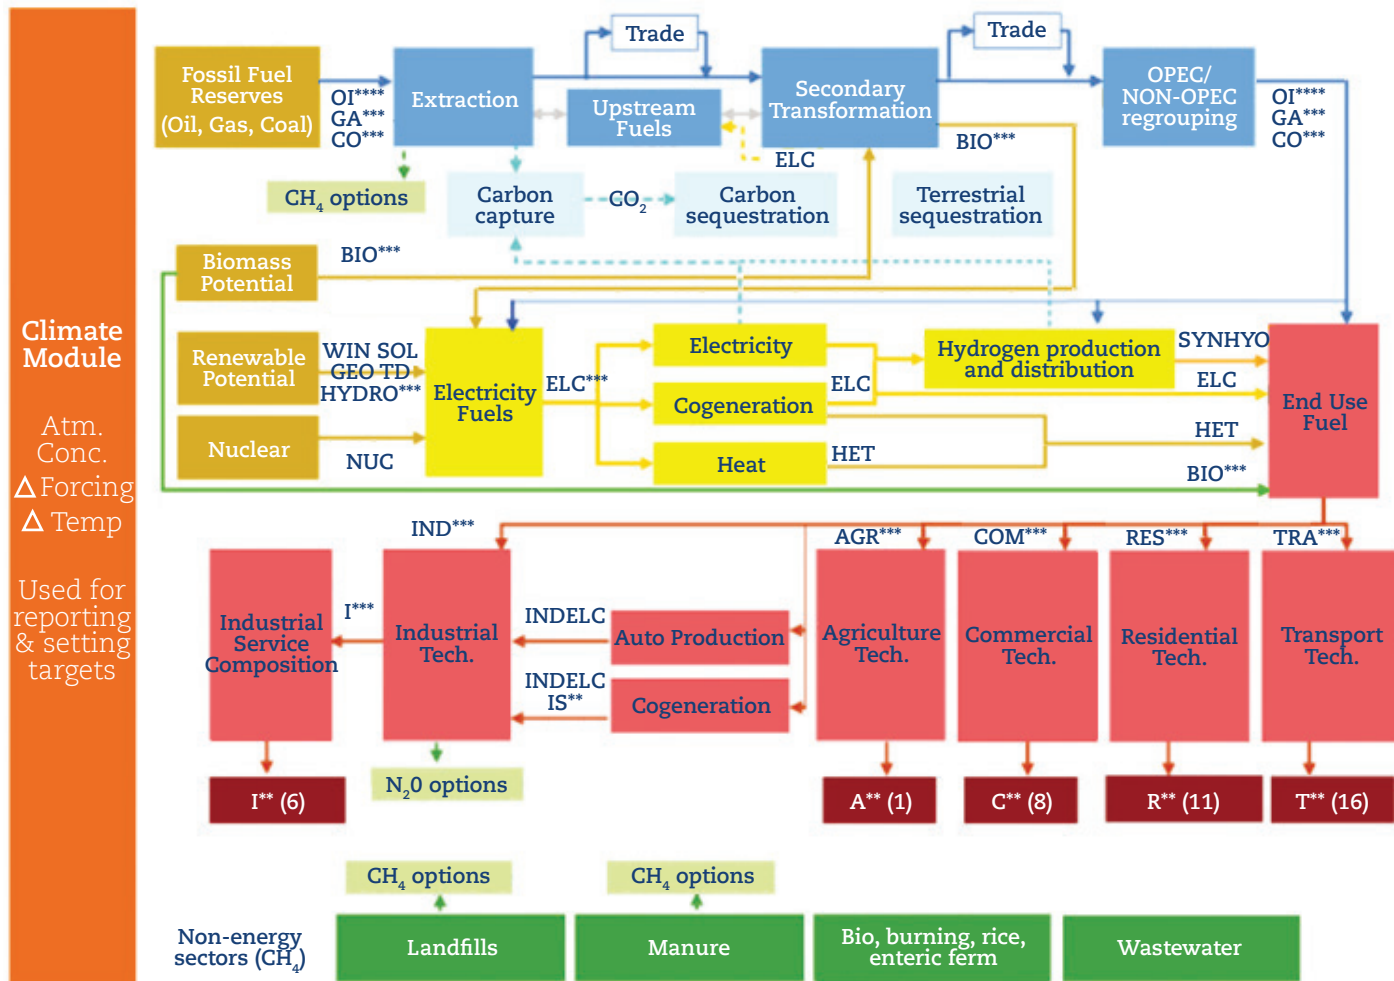 Climate
Module
Atm.
Conc.
Δ Forcing
Δ Temp
Used for
reporting
& setting
targets
Trade
Trade
Fossil Fuel
Reserves
(Oil, Gas, Coal)
OI****
GA***
CO***
Extraction
Upstream
Fuels
Secondary
Transformation
OPEC/
NON-OPEC
regrouping
OI****
GA***
CO***
ELC
BIO***
CH₄ options
Carbon
capture
CO₂
Carbon
sequestration
Terrestrial
sequestration
Biomass
Potential
BIO***
Renewable
Potential
WIN SOL
GEO TD
HYDRO***
Nuclear
NUC
Electricity
Fuels
ELC***
Electricity
Cogeneration
Heat
ELC
HET
Hydrogen production
and distribution
SYNHYO
ELC
HET
BIO***
End Use
Fuel
IND***
AGR***
COM***
RES***
TRA***
Industrial
Service
Composition
I***
Industrial
Tech.
INDELC
Auto Production
INDELC
IS**
Cogeneration
Agriculture
Tech.
Commercial
Tech.
Residential
Tech.
Transport
Tech.
I** (6)
N₂0 options
A** (1)
C** (8)
R** (11)
T** (16)
CH₄ options
CH₄ options
Non-energy
sectors (CH₄)
Landfills
Manure
Bio, burning, rice,
enteric ferm
Wastewater